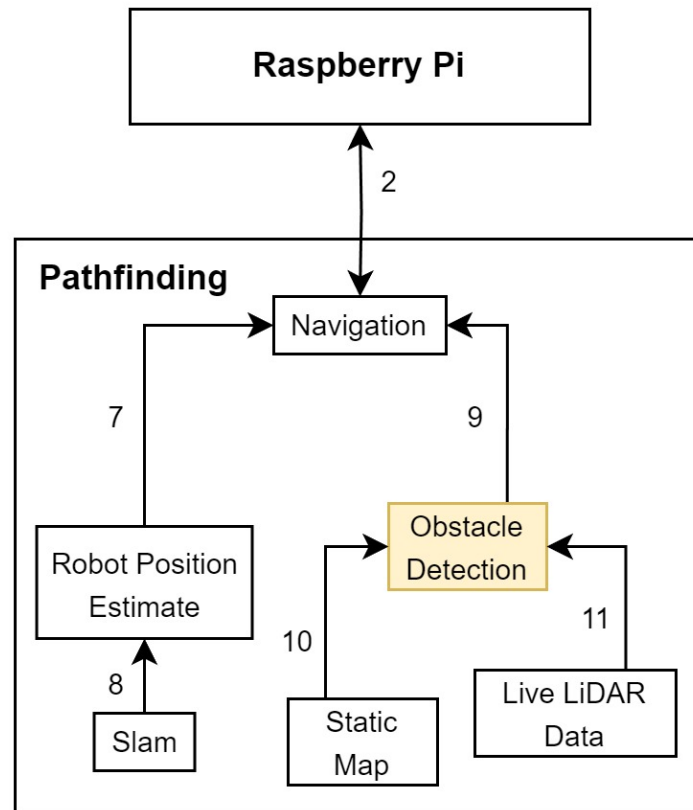 Raspberry Pi
2
Pathfinding
Navigation
7
9
Obstacle
Detection
Robot Position
Estimate
10
11
8
Live LiDAR
Data
Static
Map
Slam